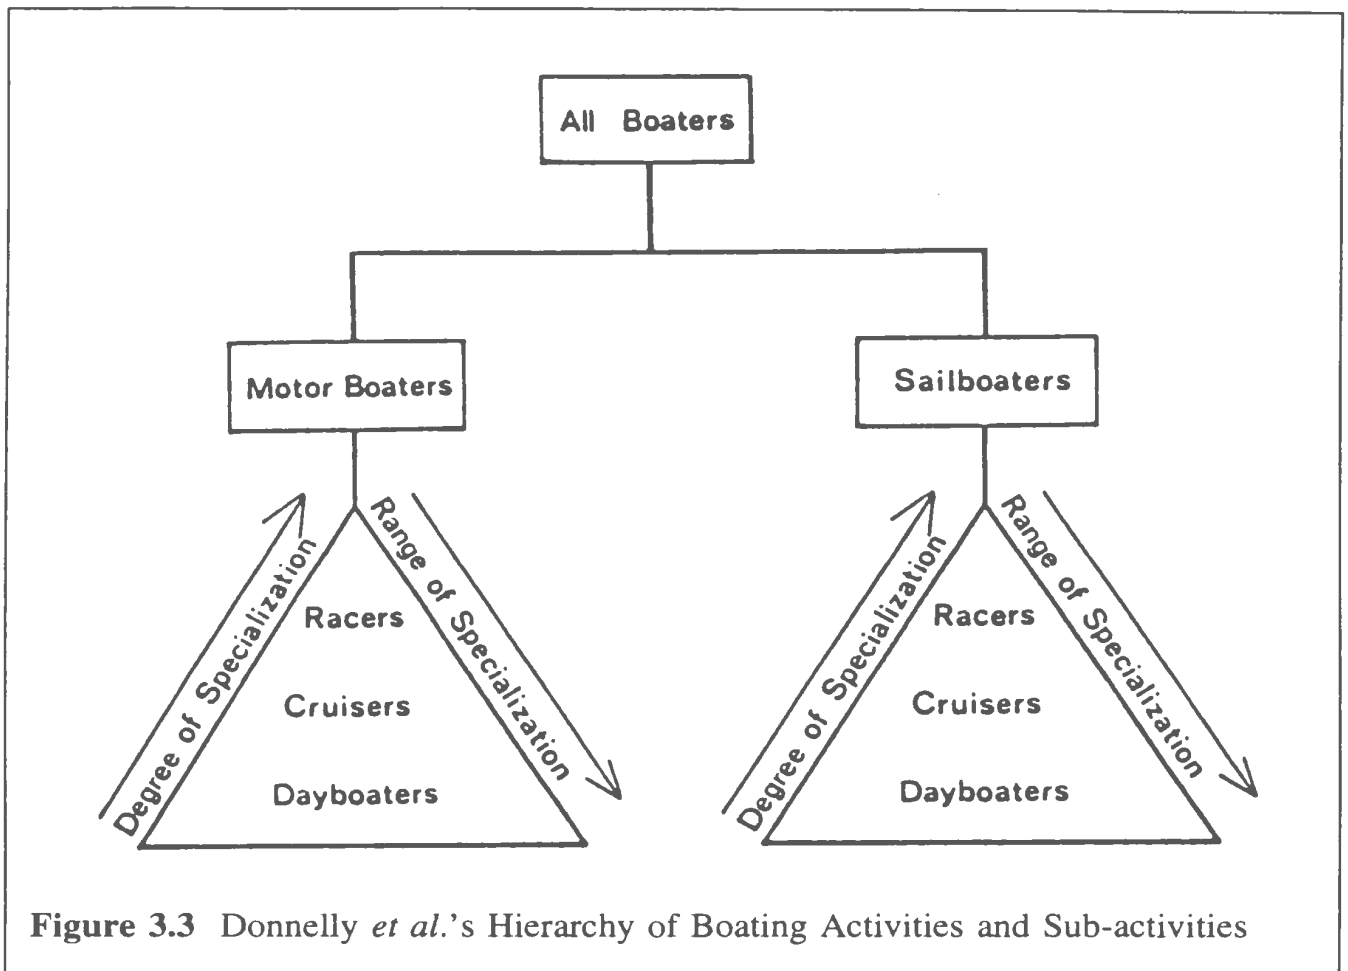 All Boaters
Motor Boaters
Sailboaters
Degree of Specialization
Range of Specialization
Racers
Cruisers
Dayboaters
Degree of Specialization
Range of Specialization
Racers
Cruisers
Dayboaters
Figure 3.3 Donnelly et al.'s Hierarchy of Boating Activities and Sub-activities